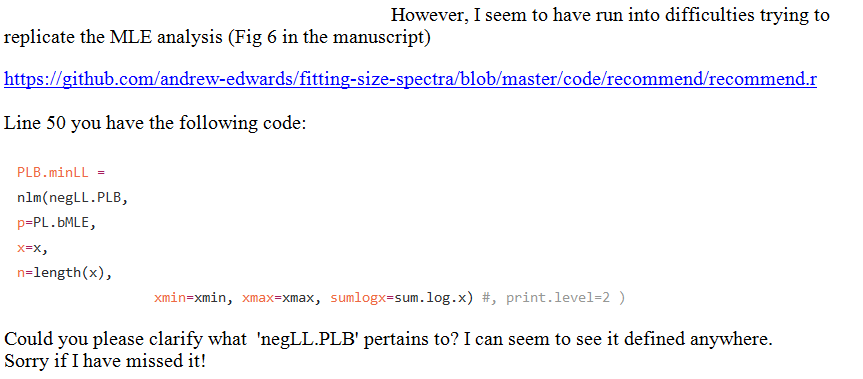 However, I seem to have run into difficulties trying to
replicate the MLE analysis (Fig 6 in the manuscript)
https://github.com/andrew-edwards/fitting-size-spectra/blob/master/code/recommend/recommend.r
Line 50 you have the following code:
PLB.minLL =
nlm(negLL.PLB,
p=PL.bMLE,
x=x,
n=length(x),
xmin=xmin, xmax=xmax, sumlogx=sum.log.x) #, print.level=2 )
Could you please clarify what  'negLL.PLB' pertains to? I can seem to see it defined anywhere.
Sorry if I have missed it!